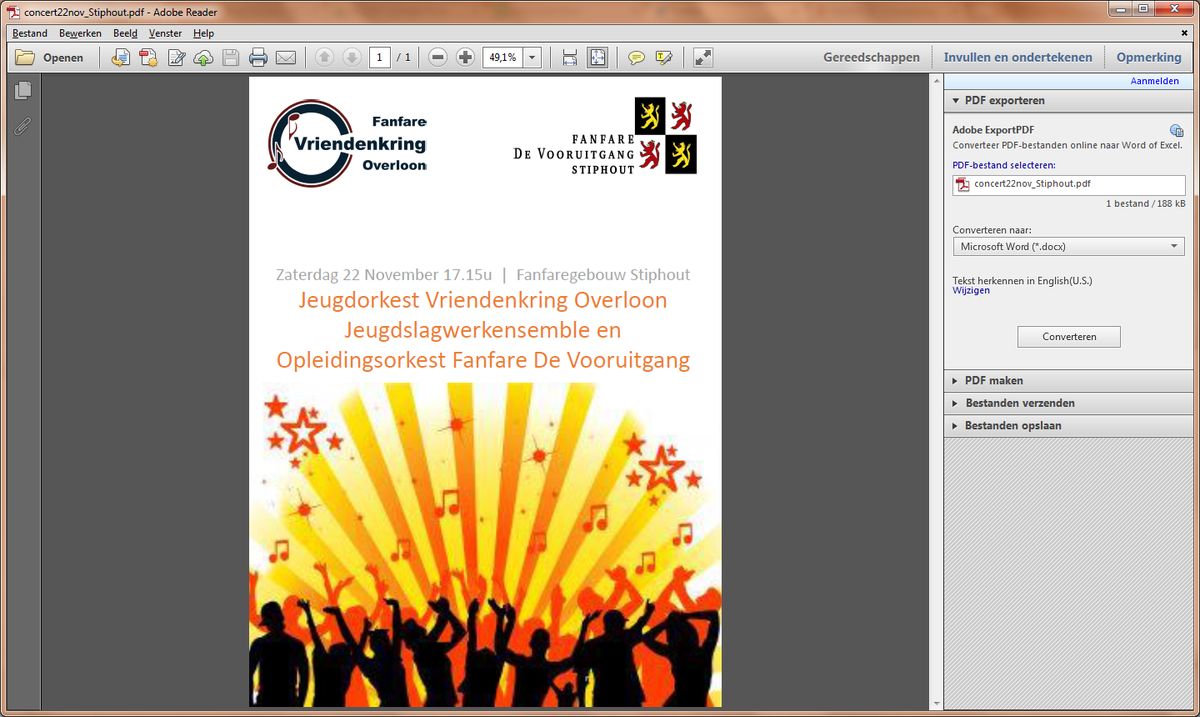 concert22nov_Stiphout.pdf - Adobe Reader
Bestand Bewerken Beeld Venster Help
Openen 1 / 1 49,1% Gereedschappen Invullen en ondertekenen Opmerking
Aanmelden
PDF exporteren
Adobe ExportPDF
Converteer PDF-bestanden online naar Word of Excel.
PDF-bestand selecteren:
concert22nov_Stiphout.pdf
1 bestand / 188 kB
Converteren naar:
Microsoft Word (*.docx)
Tekst herkennen in English(U.S.)
Wijzigen
Converteren
PDF maken
Bestanden verzenden
Bestanden opslaan
Fanfare
Vriendenkring
Overloon
FANFARE
DE VOORUITGANG
STIPHOUT
Zaterdag 22 November 17.15u | Fanfaregebouw Stiphout
Jeugdorkest Vriendenkring Overloon
Jeugdslagwerkensemble en
Opleidingsorkest Fanfare De Vooruitgang